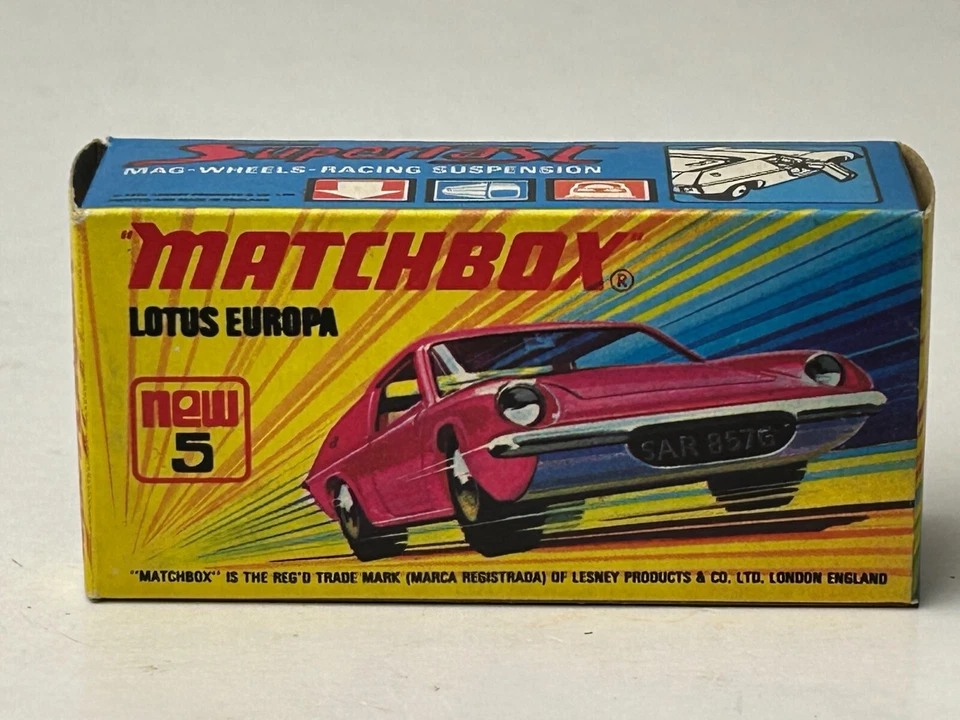 Superfast
MAG-WHEELS-RACING SUSPENSION
"MATCHBOX"®
LOTUS EUROPA
new
5
SAR 857G
"MATCHBOX" IS THE REG'D TRADE MARK (MARCA REGISTRADA) OF LESNEY PRODUCTS & CO. LTD. LONDON ENGLAND